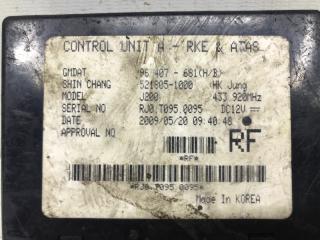 CONTROL UNIT A - RKE & ATAS
GMDAT 96 407 - 681(H/B)
SHIN CHANG 521805-1000 HK Jung
MODEL J200 433.920MHz
SERIAL NO RJ0.T095.0095 DC12V
DATE 2009/05/20 09:40:48
APPROVAL NO RF
*RF*
*RJ0.T095.0095*
Made In KOREA